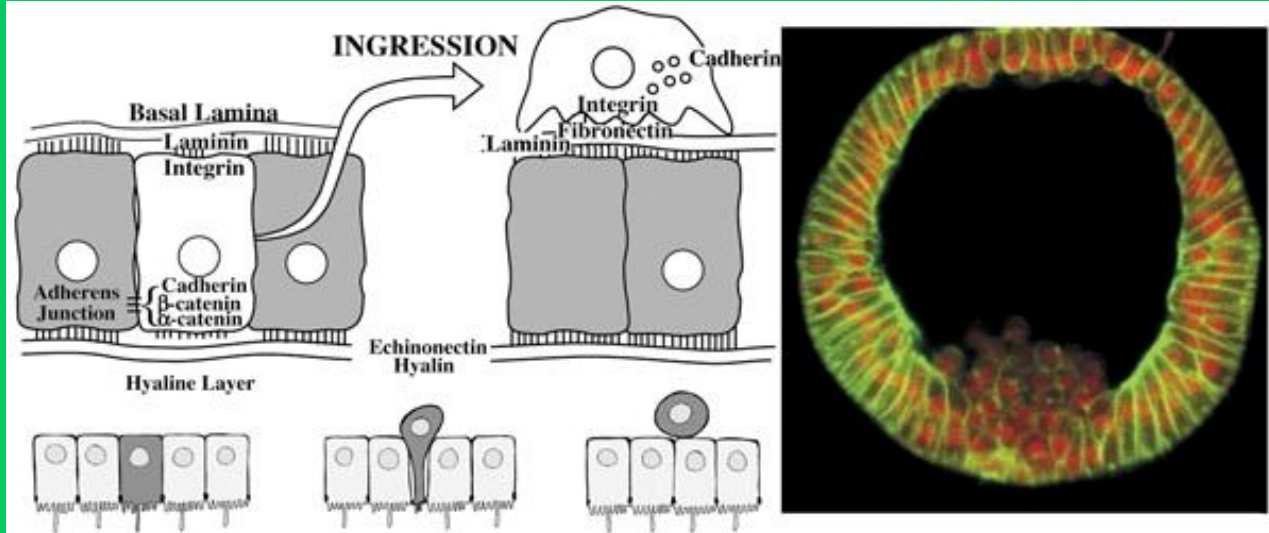 INGRESSION
Cadherin
Integrin
Fibronectin
Laminin
Basal Lamina
Laminin
Integrin
Adherens
Junction
Cadherin
β-catenin
α-catenin
Echinonectin
Hyalin
Hyaline Layer